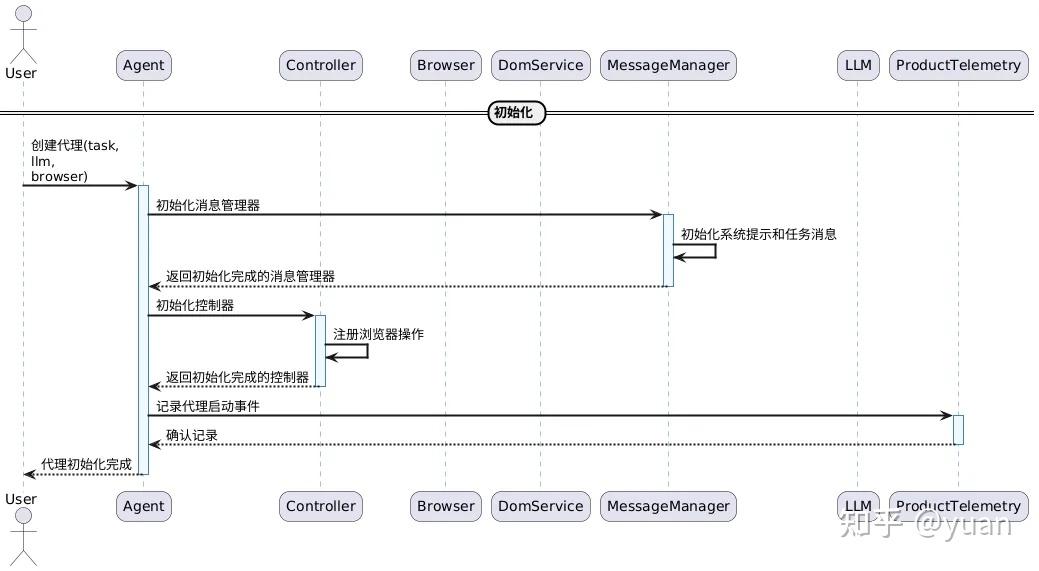 User
Agent
Controller
Browser
DomService
MessageManager
LLM
ProductTelemetry
初始化
创建代理(task,
llm,
browser)
初始化消息管理器
初始化系统提示和任务消息
返回初始化完成的消息管理器
初始化控制器
注册浏览器操作
返回初始化完成的控制器
记录代理启动事件
确认记录
代理初始化完成
User
Agent
Controller
Browser
DomService
MessageManager
LLM
ProductTelemetry
知乎 @yuan